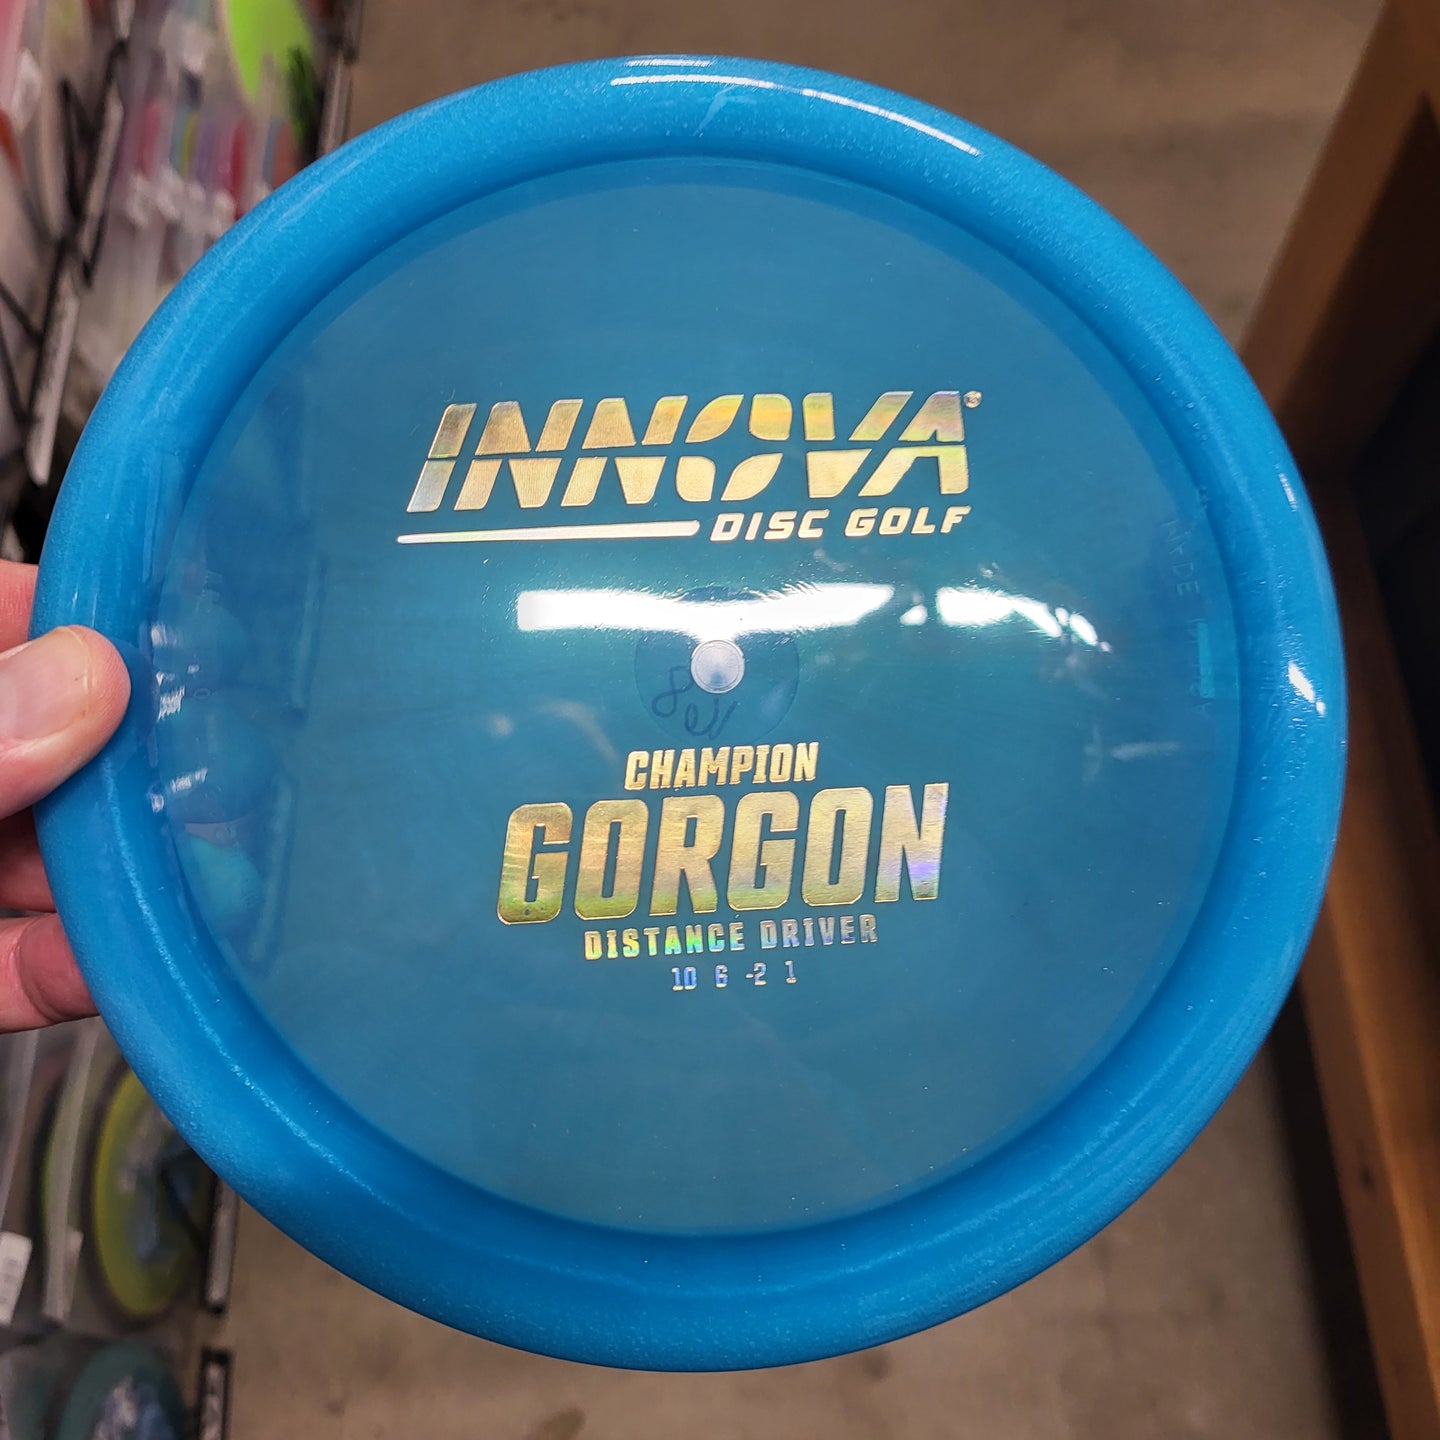 INNOVA®
DISC GOLF
CHAMPION
GORGON
DISTANCE DRIVER
10 6 -2 1